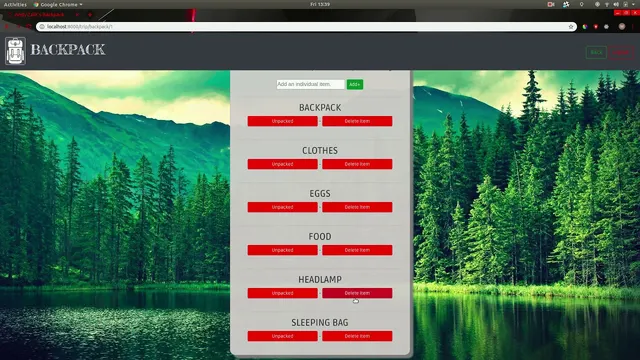 Activities Google Chrome Fri 13:39
localhost:8000/trip/backpack/1
BACKPACK
BACK
Add an individual item. Add+
BACKPACK
Unpacked - Delete Item
CLOTHES
Unpacked - Delete Item
EGGS
Unpacked - Delete Item
FOOD
Unpacked - Delete Item
HEADLAMP
Unpacked - Delete Item
SLEEPING BAG
Unpacked - Delete Item